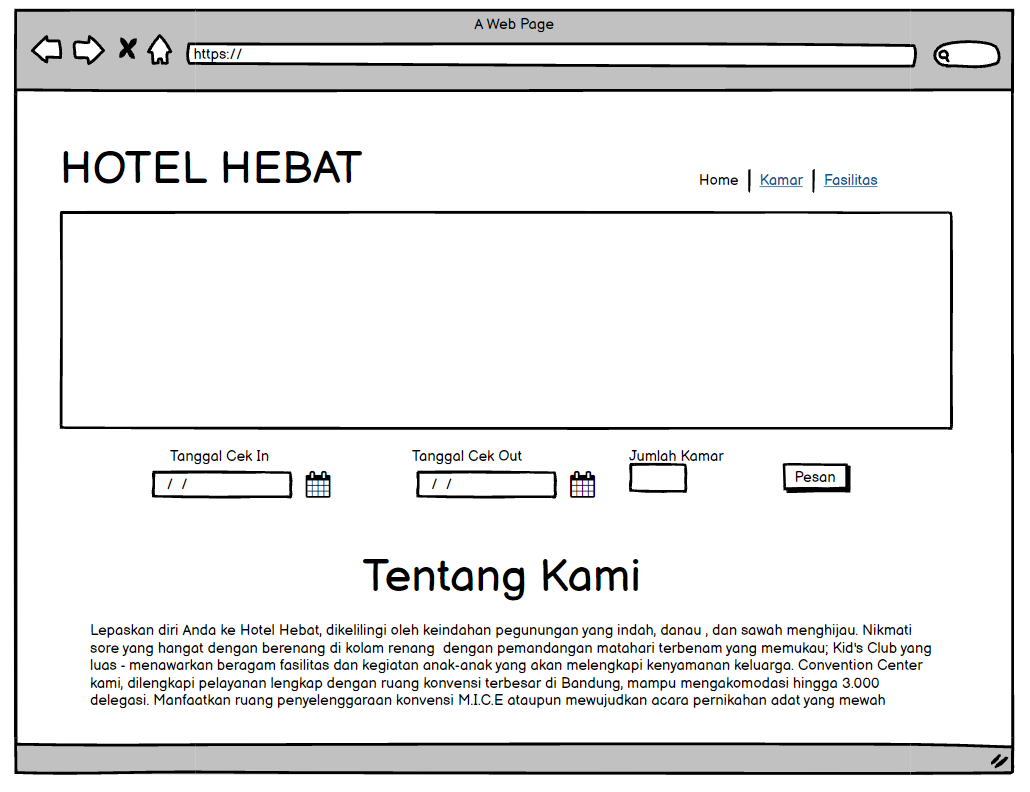 A Web Page
https://
HOTEL HEBAT
Home | Kamar | Fasilitas
Tanggal Cek In
Tanggal Cek Out
Jumlah Kamar
/ /
/ /
Pesan
Tentang Kami
Lepaskan diri Anda ke Hotel Hebat, dikelilingi oleh keindahan pegunungan yang indah, danau , dan sawah menghijau. Nikmati
sore yang hangat dengan berenang di kolam renang  dengan pemandangan matahari terbenam yang memukau; Kid's Club yang
luas - menawarkan beragam fasilitas dan kegiatan anak-anak yang akan melengkapi kenyamanan keluarga. Convention Center
kami, dilengkapi pelayanan lengkap dengan ruang konvensi terbesar di Bandung, mampu mengakomodasi hingga 3.000
delegasi. Manfaatkan ruang penyelenggaraan konvensi M.I.C.E ataupun mewujudkan acara pernikahan adat yang mewah